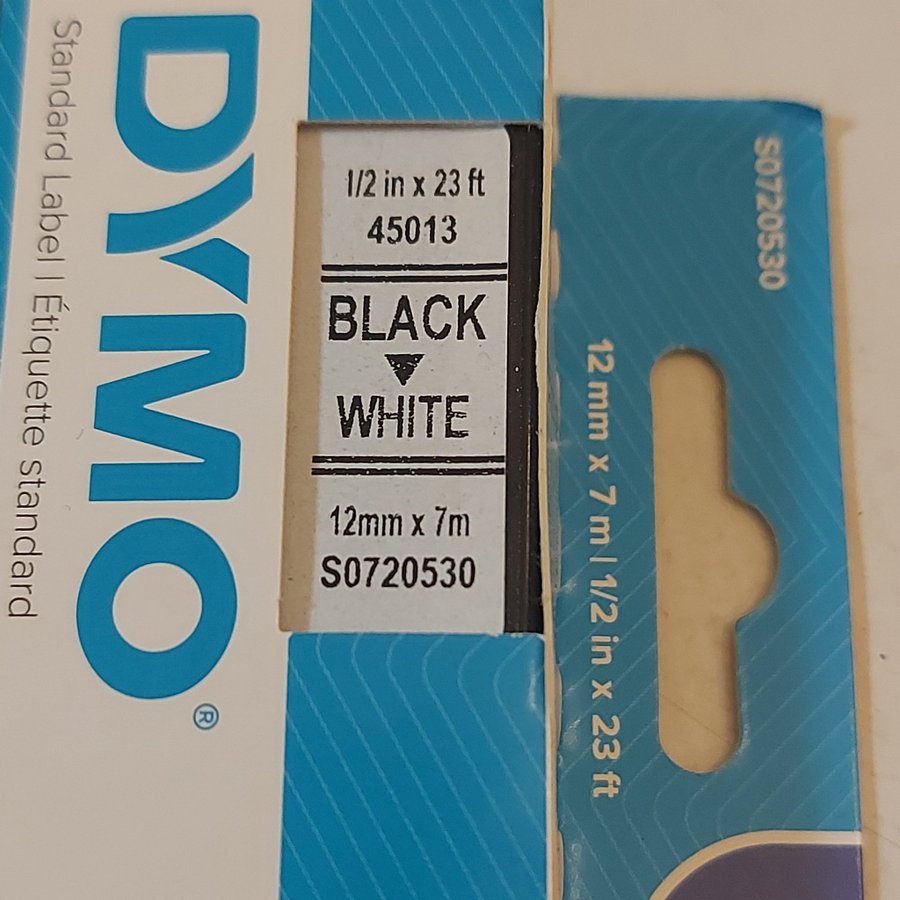 DYMO®
Standard Label | Étiquette standard
1/2 in x 23 ft
45013
BLACK
WHITE
12mm x 7m
S0720530
S0720530
12 mm x 7 m | 1/2 in x 23 ft